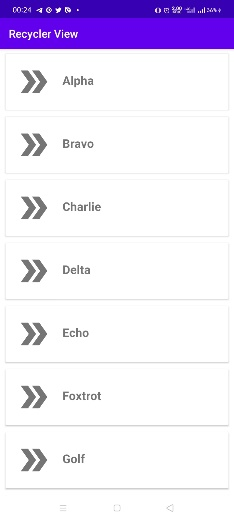 00:24
Recycler View
Alpha
Bravo
Charlie
Delta
Echo
Foxtrot
Golf